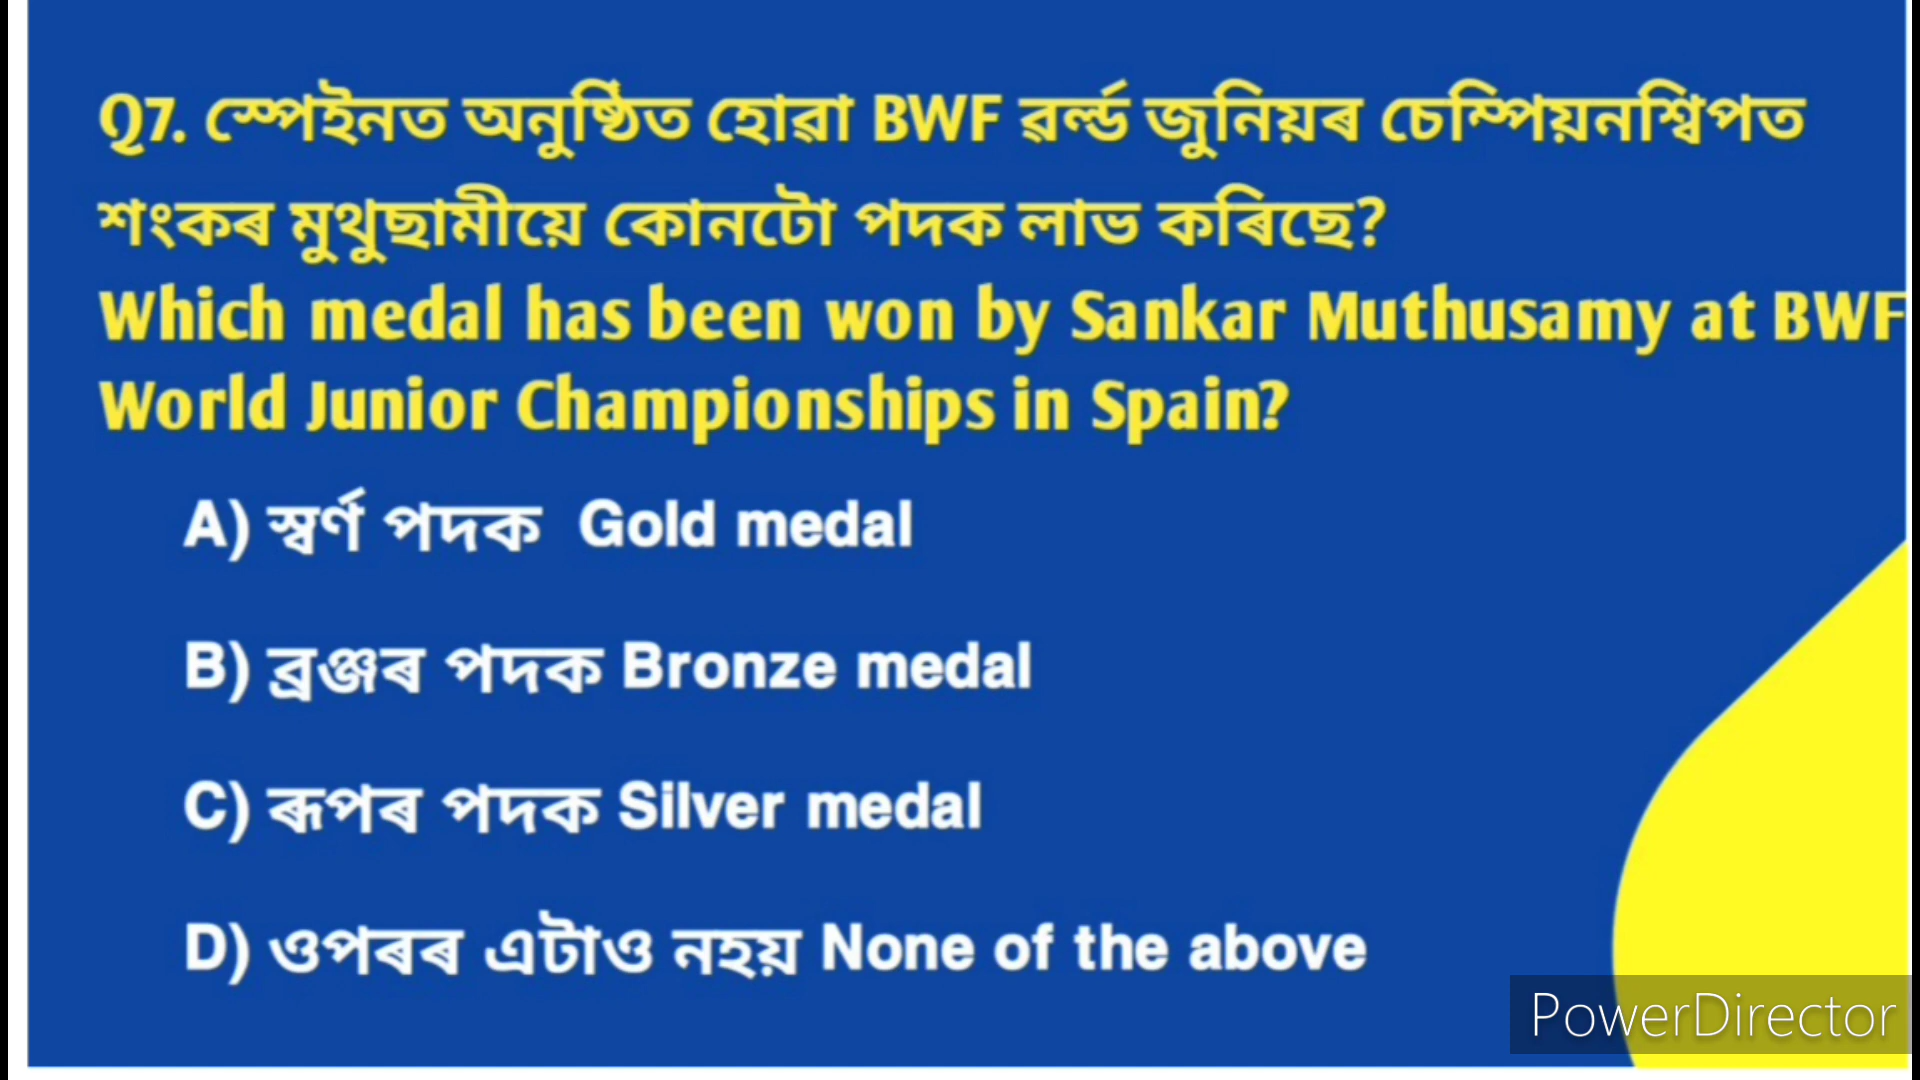 Q7. স্পেইনত অনুষ্ঠিত হোৱা BWF ৱৰ্ল্ড জুনিয়ৰ চেম্পিয়নশ্বিপত
শংকৰ মুথুছামীয়ে কোনটো পদক লাভ কৰিছে?
Which medal has been won by Sankar Muthusamy at BWF
World Junior Championships in Spain?
A) স্বৰ্ণ পদক Gold medal
B) ব্ৰঞ্জৰ পদক Bronze medal
C) ৰূপৰ পদক Silver medal
D) ওপৰৰ এটাও নহয় None of the above
PowerDirector